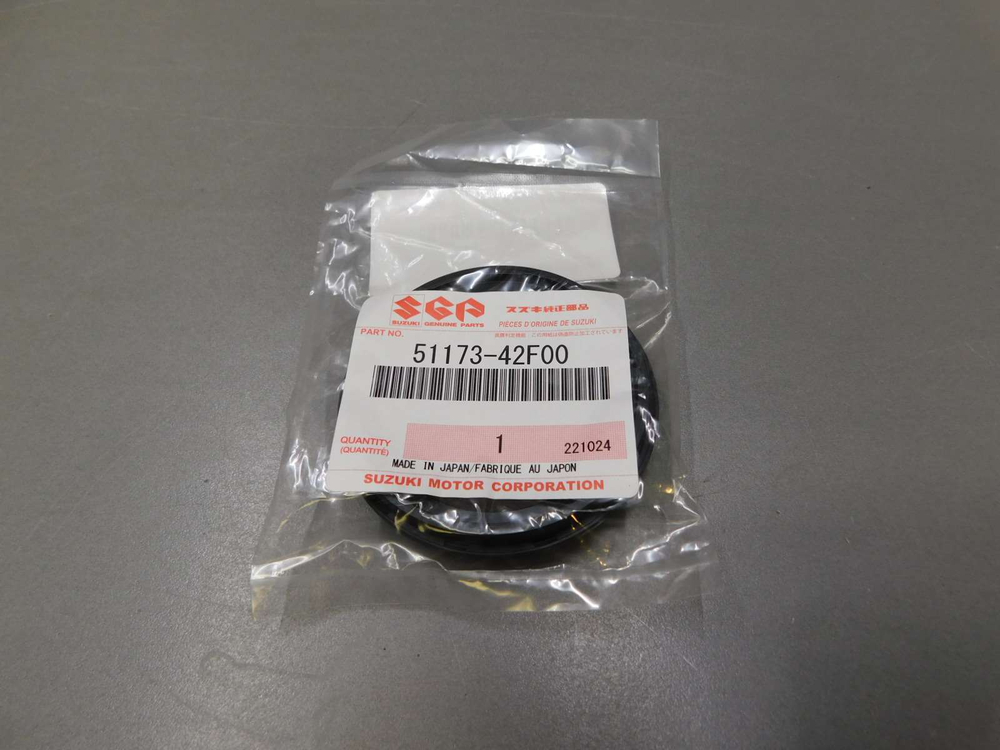 SGP スズキ純正部品
SUZUKI GENUINE PARTS PIÈCES D'ORIGINE DE SUZUKI
PART NO.
51173-42F00
QUANTITY 1 221024
(QUANTITÉ)
MADE IN JAPAN/FABRIQUE AU JAPON
SUZUKI MOTOR CORPORATION